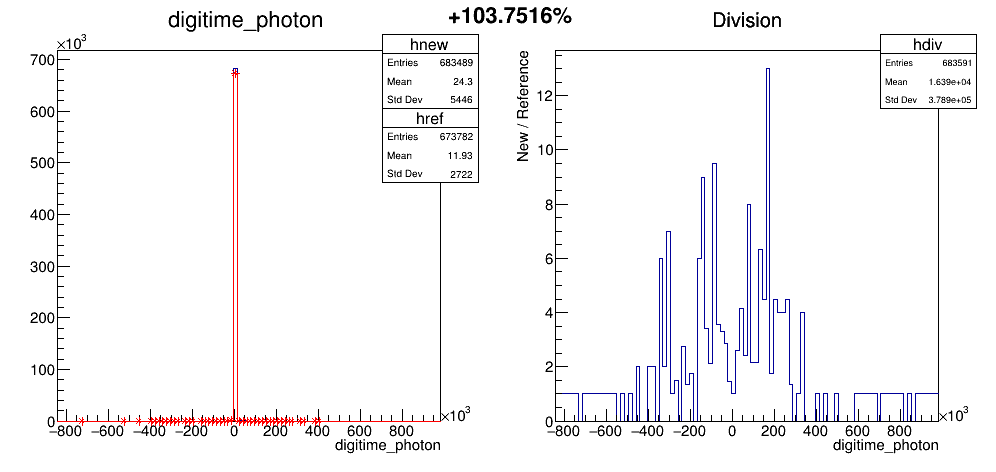 +103.7516%
digitime_photon
×10³
hnew
Entries 683489
Mean 24.3
Std Dev 5446
href
Entries 673782
Mean 11.93
Std Dev 2722
700
600
500
400
300
200
100
0
−800 −600 −400 −200 0 200 400 600 800
×10³
digitime_photon
Division
hdiv
Entries 683591
Mean 1.639e+04
Std Dev 3.789e+05
New / Reference
12
10
8
6
4
2
0
−800 −600 −400 −200 0 200 400 600 800
×10³
digitime_photon